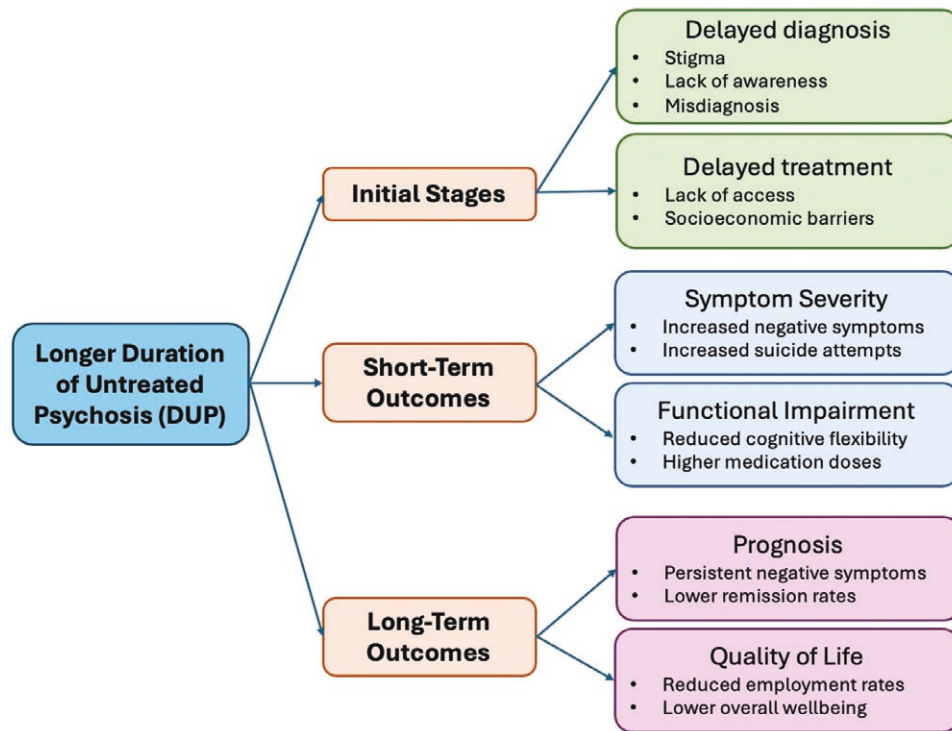 Longer Duration
of Untreated
Psychosis (DUP)
Initial Stages
Delayed diagnosis
• Stigma
• Lack of awareness
• Misdiagnosis
Delayed treatment
• Lack of access
• Socioeconomic barriers
Short-Term
Outcomes
Symptom Severity
• Increased negative symptoms
• Increased suicide attempts
Functional Impairment
• Reduced cognitive flexibility
• Higher medication doses
Long-Term
Outcomes
Prognosis
• Persistent negative symptoms
• Lower remission rates
Quality of Life
• Reduced employment rates
• Lower overall wellbeing